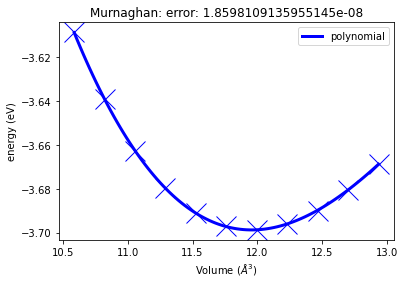 Murnaghan: error: 1.8598109135955145e-08
polynomial
energy (eV)
−3.62
−3.64
−3.66
−3.68
−3.70
10.5 11.0 11.5 12.0 12.5 13.0
Volume (Å³)